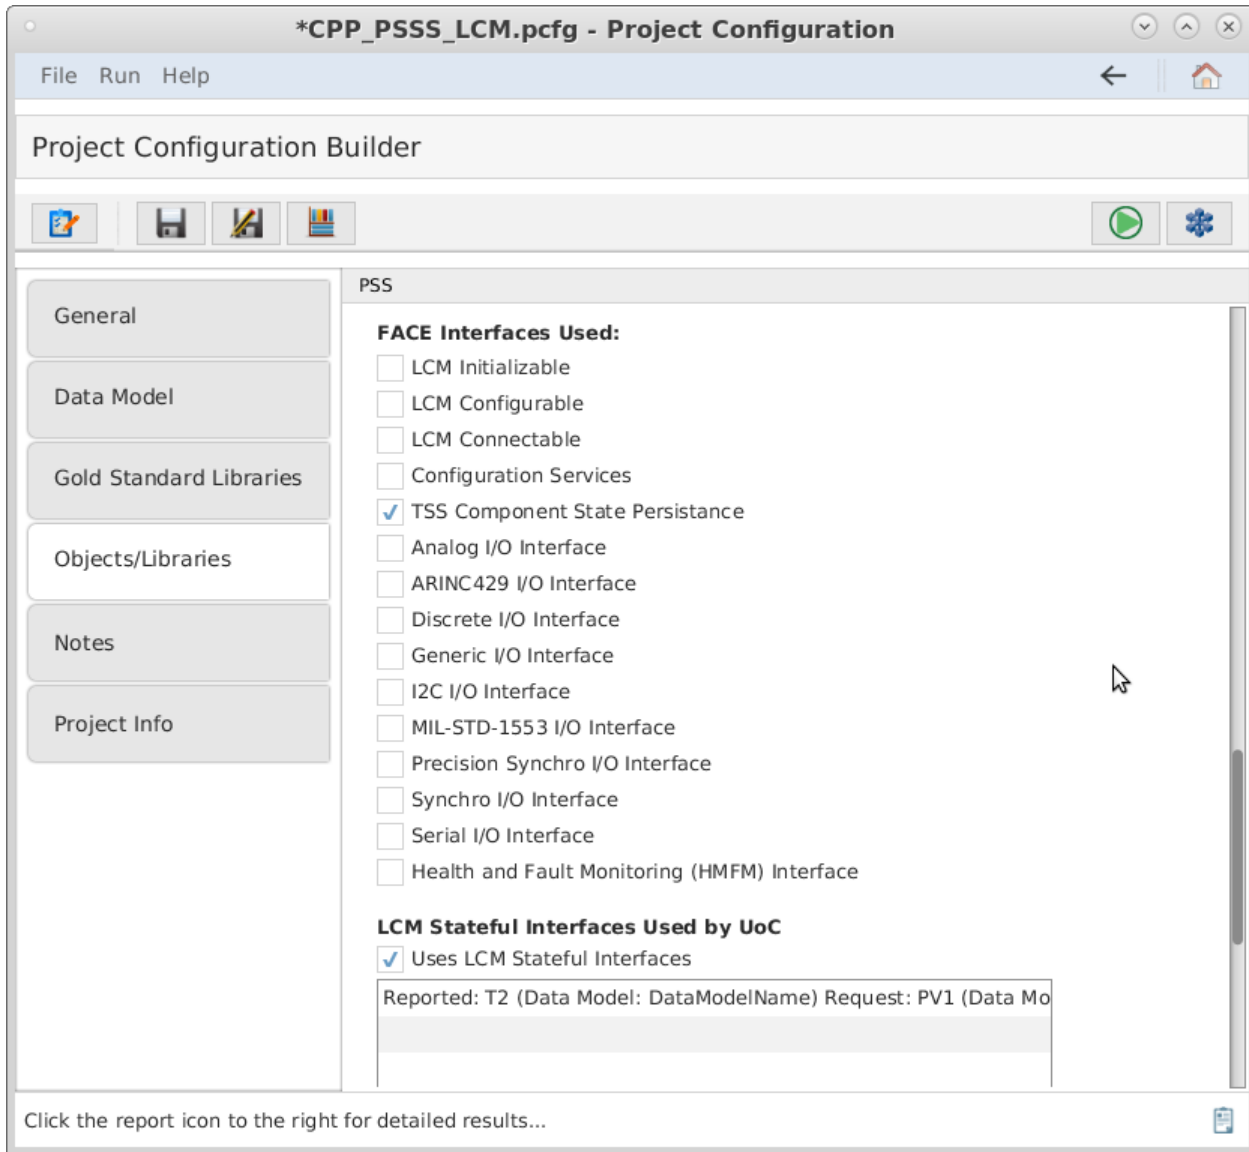 *CPP_PSSS_LCM.pcfg - Project Configuration
File Run Help
Project Configuration Builder
General
Data Model
Gold Standard Libraries
Objects/Libraries
Notes
Project Info
PSS
FACE Interfaces Used:
LCM Initializable
LCM Configurable
LCM Connectable
Configuration Services
TSS Component State Persistance
Analog I/O Interface
ARINC429 I/O Interface
Discrete I/O Interface
Generic I/O Interface
I2C I/O Interface
MIL-STD-1553 I/O Interface
Precision Synchro I/O Interface
Synchro I/O Interface
Serial I/O Interface
Health and Fault Monitoring (HMFM) Interface
LCM Stateful Interfaces Used by UoC
Uses LCM Stateful Interfaces
Reported: T2 (Data Model: DataModelName) Request: PV1 (Data Mo
Click the report icon to the right for detailed results...